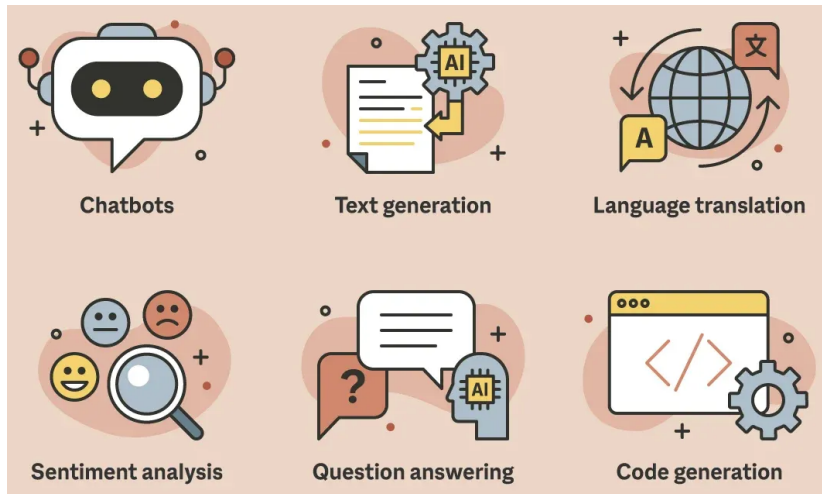 AI
文
A
Chatbots
Text generation
Language translation
?
AI
</>
Sentiment analysis
Question answering
Code generation